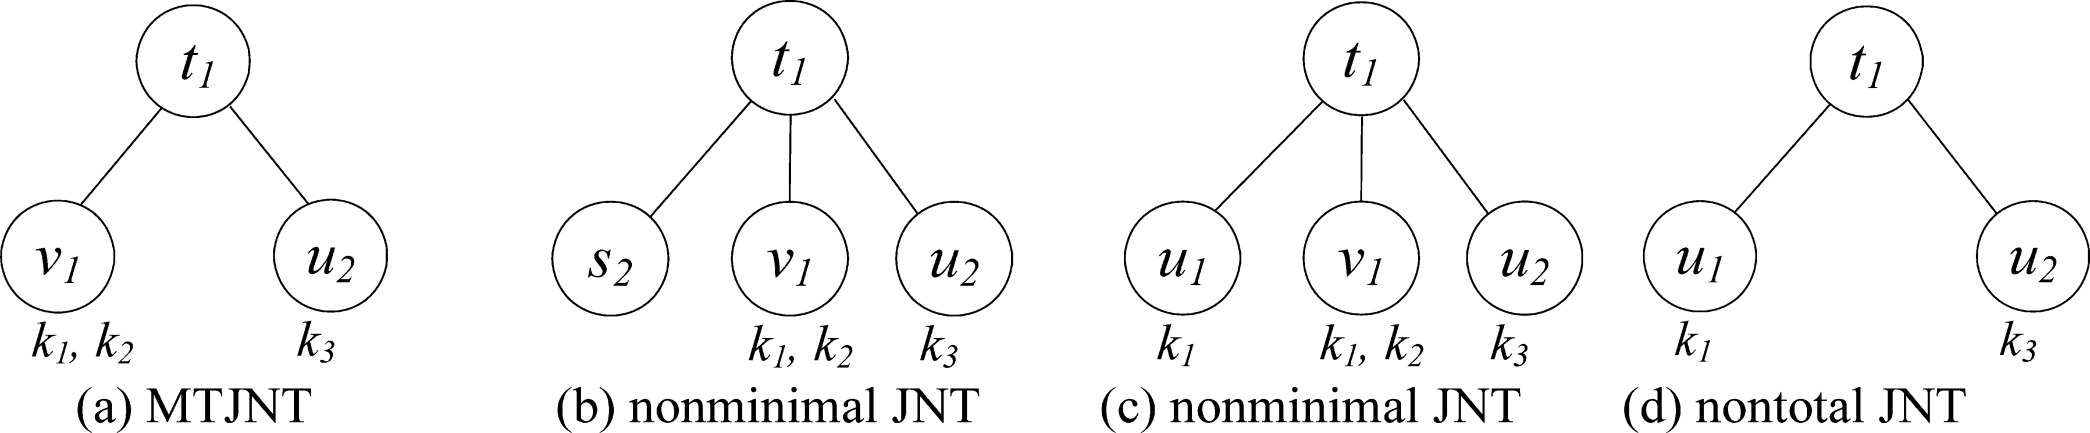 t1 t1 t1 t1
v1 u2 s2 v1 u2 u1 v1 u2 u1 u2
k1, k2 k3 k1, k2 k3 k1 k1, k2 k3 k1 k3
(a) MTJNT (b) nonminimal JNT (c) nonminimal JNT (d) nontotal JNT